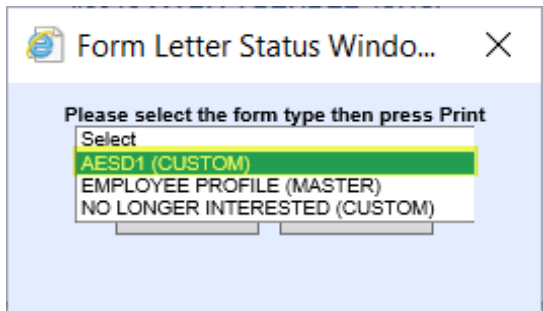 Form Letter Status Windo...
Please select the form type then press Print
Select
AESD1 (CUSTOM)
EMPLOYEE PROFILE (MASTER)
NO LONGER INTERESTED (CUSTOM)